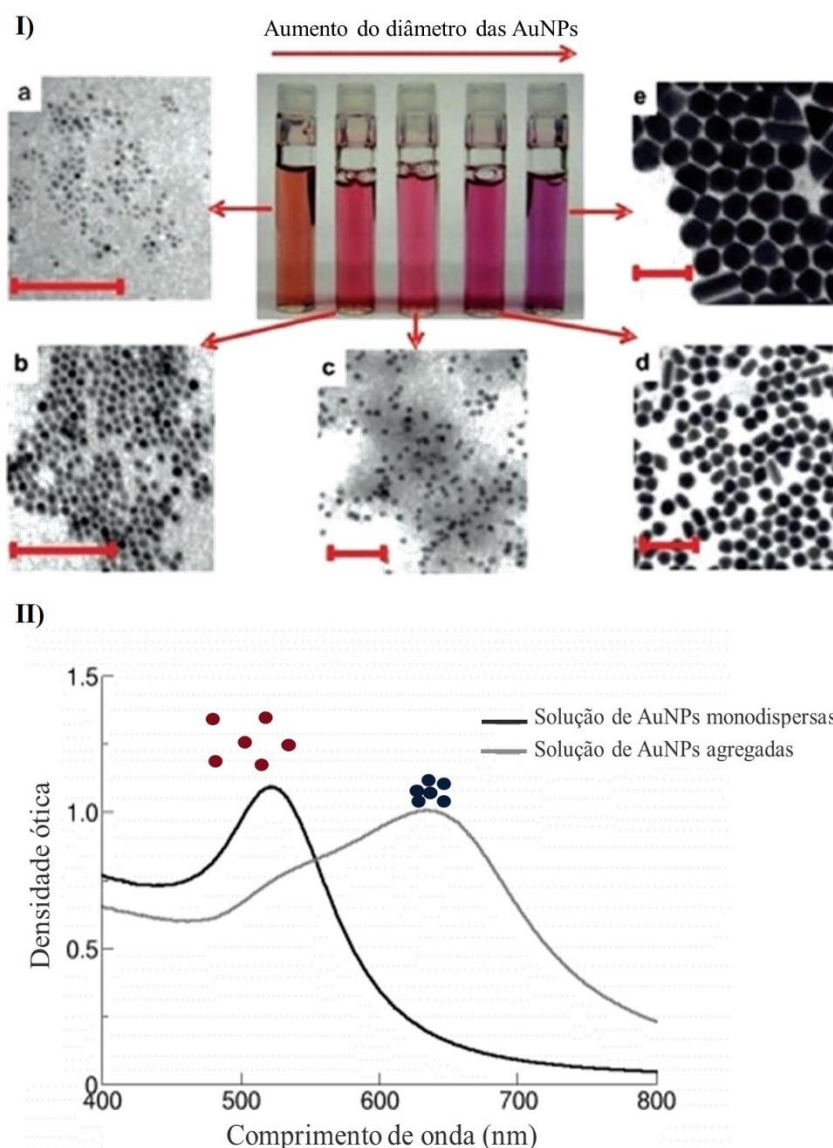 I)
Aumento do diâmetro das AuNPs
a
e
b
c
d
II)
1.5
Solução de AuNPs monodispersas
Solução de AuNPs agregadas
1.0
0.5
0
Densidade ótica
400
500
600
700
800
Comprimento de onda (nm)